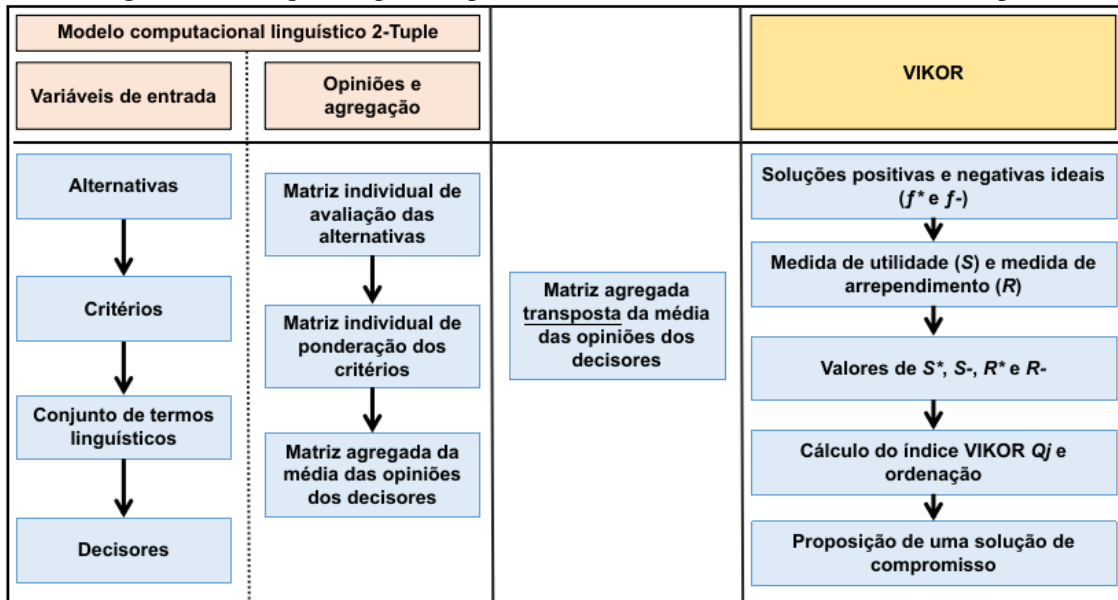 Modelo computacional linguístico 2-Tuple
Variáveis de entrada
Opiniões e
agregação
VIKOR
Alternativas
Critérios
Conjunto de termos
linguísticos
Decisores
Matriz individual de
avaliação das
alternativas
Matriz individual de
ponderação dos
critérios
Matriz agregada da
média das opiniões
dos decisores
Matriz agregada
transposta da média
das opiniões dos
decisores
Soluções positivas e negativas ideais
(f* e f-)
Medida de utilidade (S) e medida de
arrependimento (R)
Valores de S*, S-, R* e R-
Cálculo do índice VIKOR Qj e
ordenação
Proposição de uma solução de
compromisso